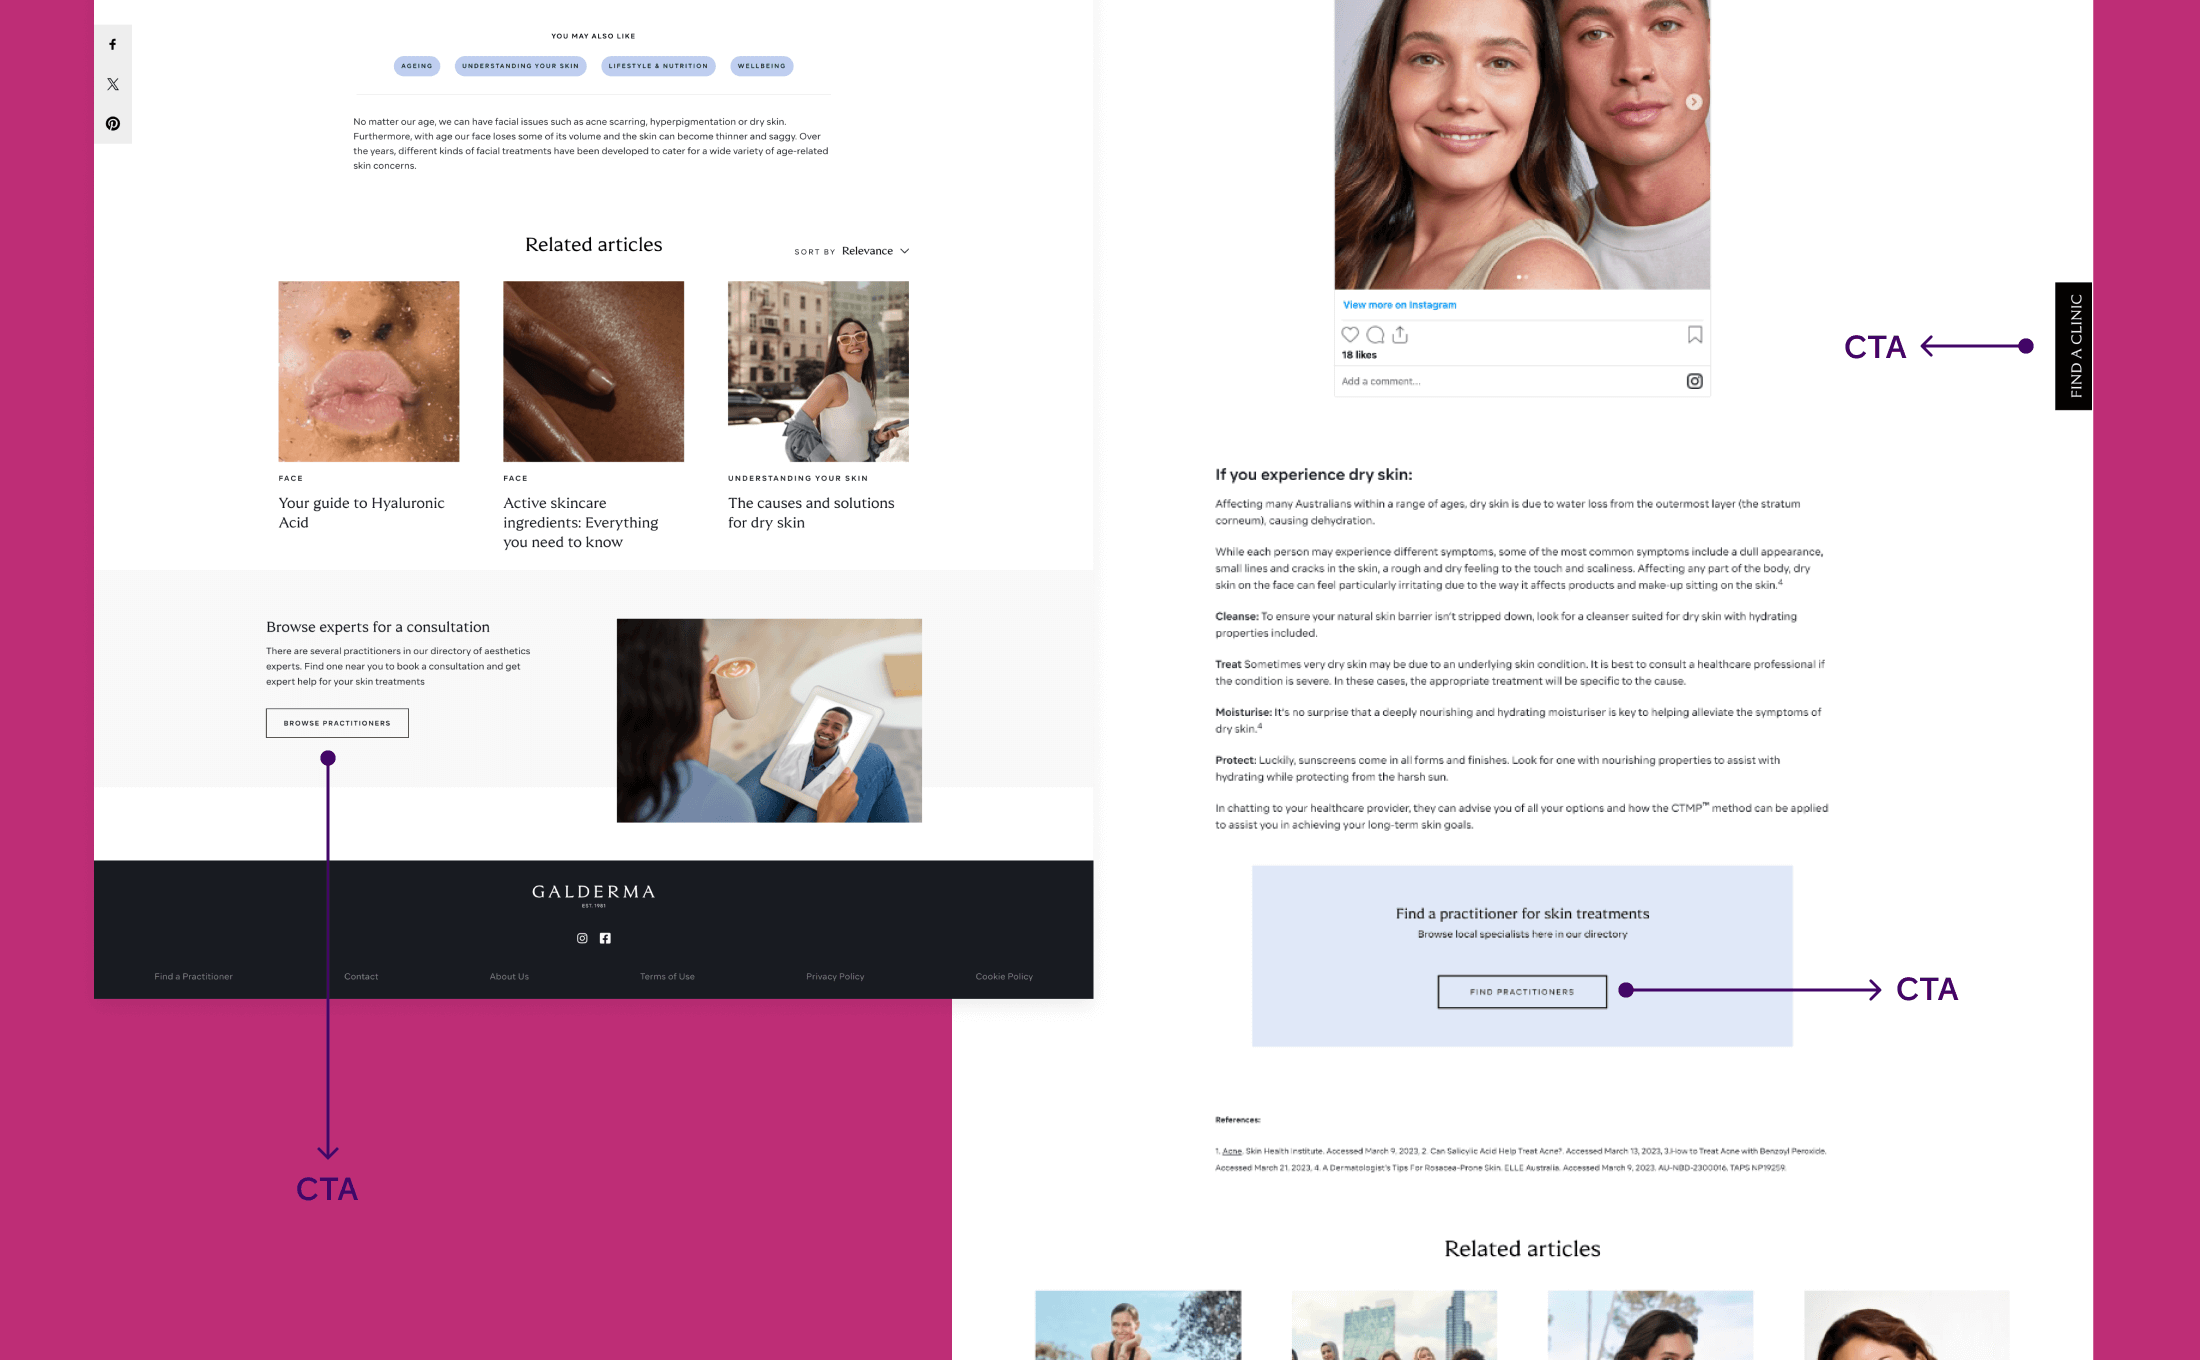 YOU MAY ALSO LIKE
AGEING
UNDERSTANDING YOUR SKIN
LIFESTYLE & NUTRITION
WELLBEING
No matter our age, we can have facial issues such as acne scarring, hyperpigmentation or dry skin.
Furthermore, with age our face loses some of its volume and the skin can become thinner and saggy. Over
the years, different kinds of facial treatments have been developed to cater for a wide variety of age-related
skin concerns.
Related articles
SORT BY Relevance
FACE
Your guide to Hyaluronic
Acid
FACE
Active skincare
ingredients: Everything
you need to know
UNDERSTANDING YOUR SKIN
The causes and solutions
for dry skin
Browse experts for a consultation
There are several practitioners in our directory of aesthetics
experts. Find one near you to book a consultation and get
expert help for your skin treatments
BROWSE PRACTITIONERS
GALDERMA
EST. 1981
Find a Practitioner
Contact
About Us
Terms of Use
Privacy Policy
Cookie Policy
CTA
View more on Instagram
18 likes
Add a comment...
CTA
FIND A CLINIC
If you experience dry skin:
Affecting many Australians within a range of ages, dry skin is due to water loss from the outermost layer (the stratum
corneum), causing dehydration.
While each person may experience different symptoms, some of the most common symptoms include a dull appearance,
small lines and cracks in the skin, a rough and dry feeling to the touch and scaliness. Affecting any part of the body, dry
skin on the face can feel particularly irritating due to the way it affects products and make-up sitting on the skin.4
Cleanse: To ensure your natural skin barrier isn't stripped down, look for a cleanser suited for dry skin with hydrating
properties included.
Treat Sometimes very dry skin may be due to an underlying skin condition. It is best to consult a healthcare professional if
the condition is severe. In these cases, the appropriate treatment will be specific to the cause.
Moisturise: It's no surprise that a deeply nourishing and hydrating moisturiser is key to helping alleviate the symptoms of
dry skin.4
Protect: Luckily, sunscreens come in all forms and finishes. Look for one with nourishing properties to assist with
hydrating while protecting from the harsh sun.
In chatting to your healthcare provider, they can advise you of all your options and how the CTMP™ method can be applied
to assist you in achieving your long-term skin goals.
Find a practitioner for skin treatments
Browse local specialists here in our directory
FIND PRACTITIONERS
CTA
References:
1. Acne. Skin Health Institute. Accessed March 9, 2023, 2. Can Salicylic Acid Help Treat Acne?. Accessed March 13, 2023, 3.How to Treat Acne with Benzoyl Peroxide.
Accessed March 21, 2023, 4. A Dermatologist's Tips For Rosacea-Prone Skin. ELLE Australia. Accessed March 9, 2023. AU-NBD-2300016. TAPS NP19259.
Related articles